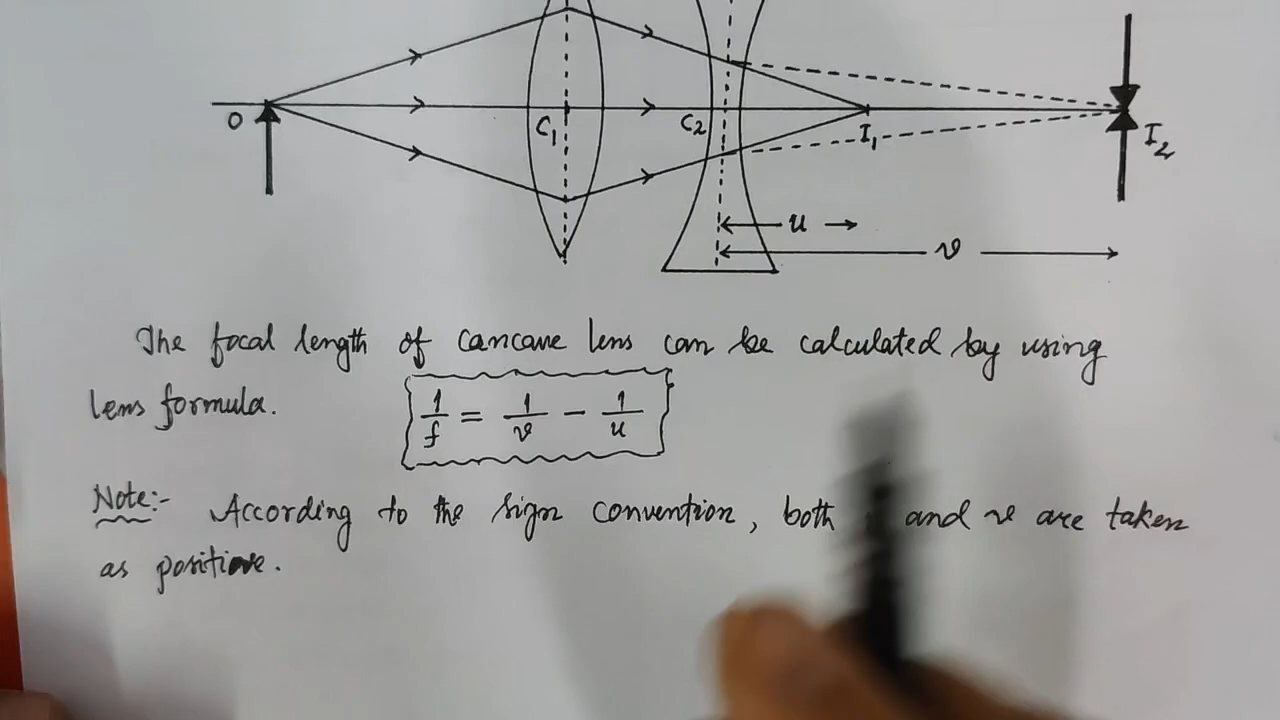 O C1 C2 I1 I2
u
v
The focal length of cancave lens can be calculated by using
lens formula. 1/f = 1/v - 1/u
Note:- According to the sign convention, both and v are taken
as positive.